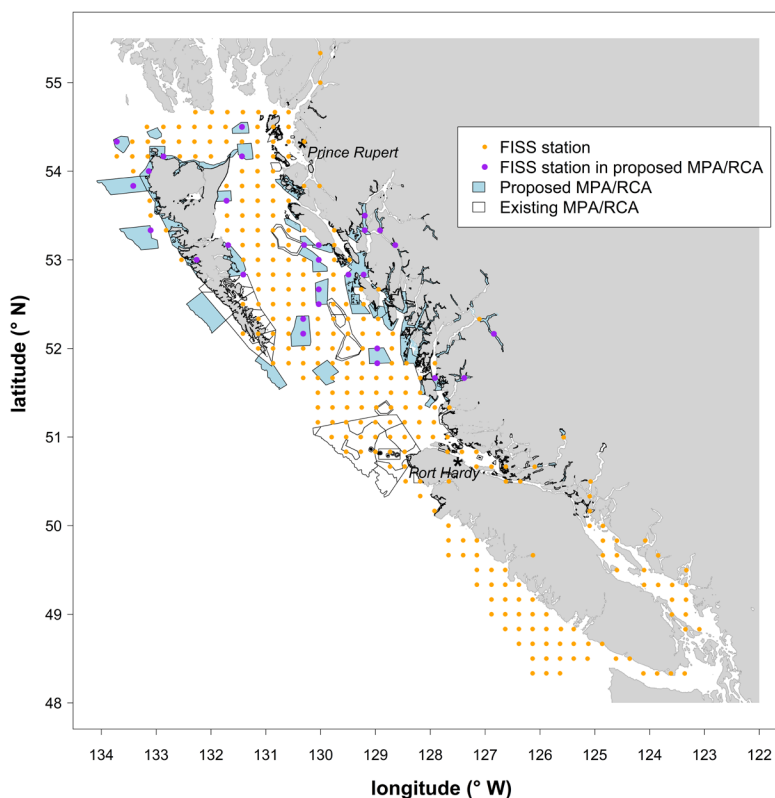 55
54
53
52
51
50
49
48
latitude (° N)
Prince Rupert
Port Hardy
FISS station
FISS station in proposed MPA/RCA
Proposed MPA/RCA
Existing MPA/RCA
134 133 132 131 130 129 128 127 126 125 124 123 122
longitude (° W)